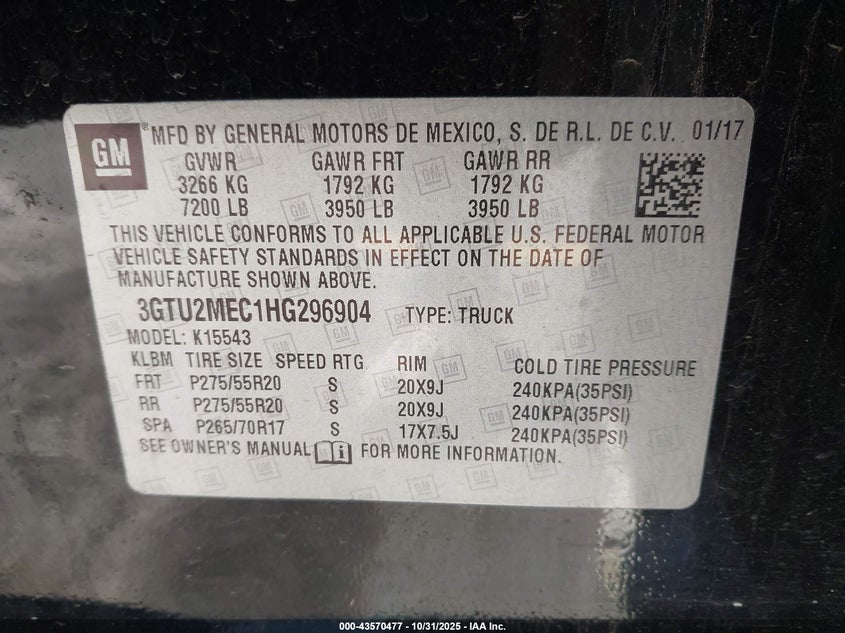 GM
® MFD BY GENERAL MOTORS DE MEXICO, S. DE R.L. DE C.V. 01/17
GVWR GAWR FRT GAWR RR
3266 KG 1792 KG 1792 KG
7200 LB 3950 LB 3950 LB
THIS VEHICLE CONFORMS TO ALL APPLICABLE U.S. FEDERAL MOTOR
VEHICLE SAFETY STANDARDS IN EFFECT ON THE DATE OF
MANUFACTURE SHOWN ABOVE.
3GTU2MEC1HG296904 TYPE: TRUCK
MODEL: K15543
KLBM TIRE SIZE SPEED RTG RIM COLD TIRE PRESSURE
FRT P275/55R20 S 20X9J 240KPA(35PSI)
RR P275/55R20 S 20X9J 240KPA(35PSI)
SPA P265/70R17 S 17X7.5J 240KPA(35PSI)
SEE OWNER'S MANUAL i FOR MORE INFORMATION.
000-43570477 - 10/31/2025 - IAA Inc.